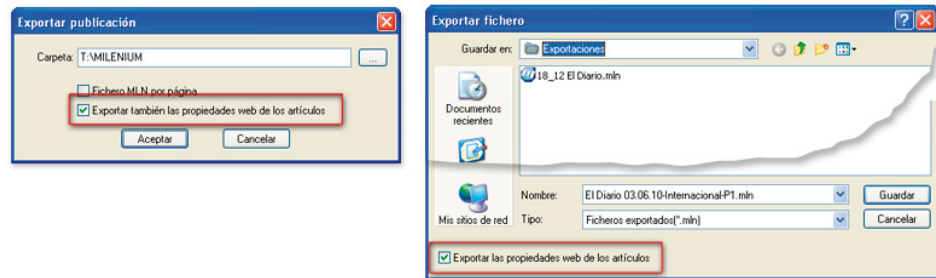 Exportar publicación
Carpeta: T:\MILENIUM
...
Fichero MLN por página
Exportar también las propiedades web de los artículos
Aceptar
Cancelar
Exportar fichero
Guardar en:
Exportaciones
18_12 El Diario.mln
Documentos
recientes
Mis sitios de red
Nombre:
El Diario 03.06.10-Internacional-P1.mln
Guardar
Tipo:
Ficheros exportados(*.mln)
Cancelar
Exportar las propiedades web de los artículos